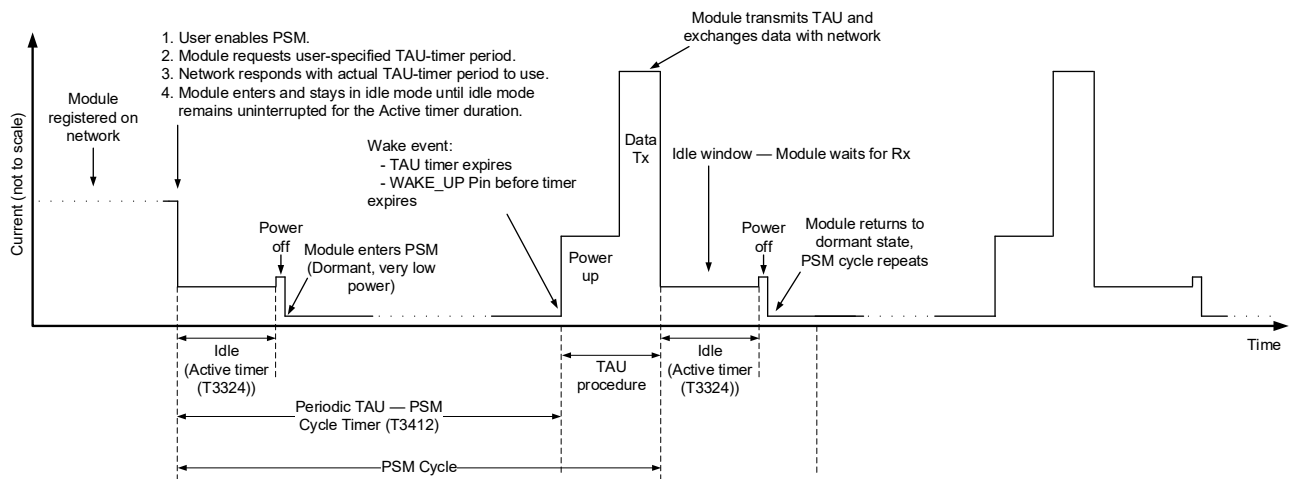 Module transmits TAU and
exchanges data with network
1. User enables PSM.
2. Module requests user-specified TAU-timer period.
3. Network responds with actual TAU-timer period to use.
4. Module enters and stays in idle mode until idle mode
remains uninterrupted for the Active timer duration.
Module
registered on
network
Current (not to scale)
Wake event:
- TAU timer expires
- WAKE_UP Pin before timer
expires
Data
Tx
Idle window — Module waits for Rx
Power
off
Module enters PSM
(Dormant, very low
power)
Power
up
Power
off
Module returns to
dormant state,
PSM cycle repeats
Time
Idle
(Active timer
(T3324))
TAU
procedure
Idle
(Active timer
(T3324))
Periodic TAU — PSM
Cycle Timer (T3412)
PSM Cycle